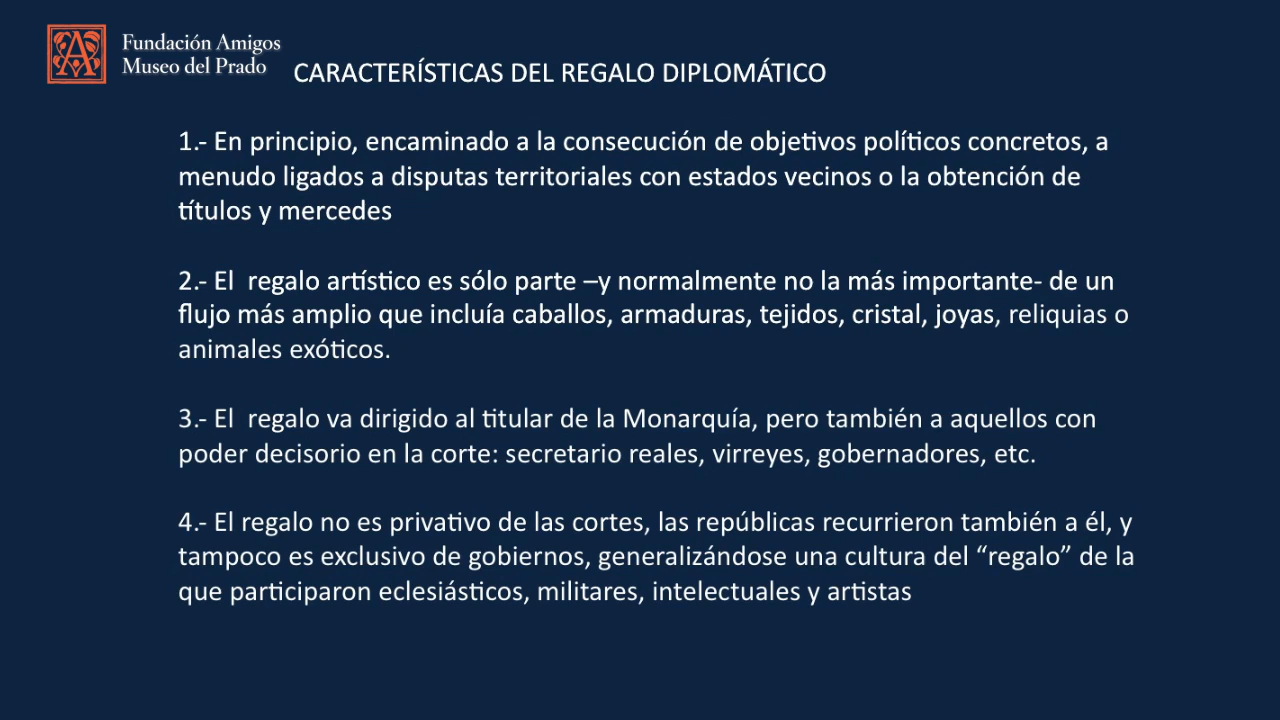 Fundación Amigos
Museo del Prado
CARACTERÍSTICAS DEL REGALO DIPLOMÁTICO
1.- En principio, encaminado a la consecución de objetivos políticos concretos, a
menudo ligados a disputas territoriales con estados vecinos o la obtención de
títulos y mercedes
2.- El  regalo artístico es sólo parte –y normalmente no la más importante- de un
flujo más amplio que incluía caballos, armaduras, tejidos, cristal, joyas, reliquias o
animales exóticos.
3.- El  regalo va dirigido al titular de la Monarquía, pero también a aquellos con
poder decisorio en la corte: secretario reales, virreyes, gobernadores, etc.
4.- El regalo no es privativo de las cortes, las repúblicas recurrieron también a él, y
tampoco es exclusivo de gobiernos, generalizándose una cultura del “regalo” de la
que participaron eclesiásticos, militares, intelectuales y artistas